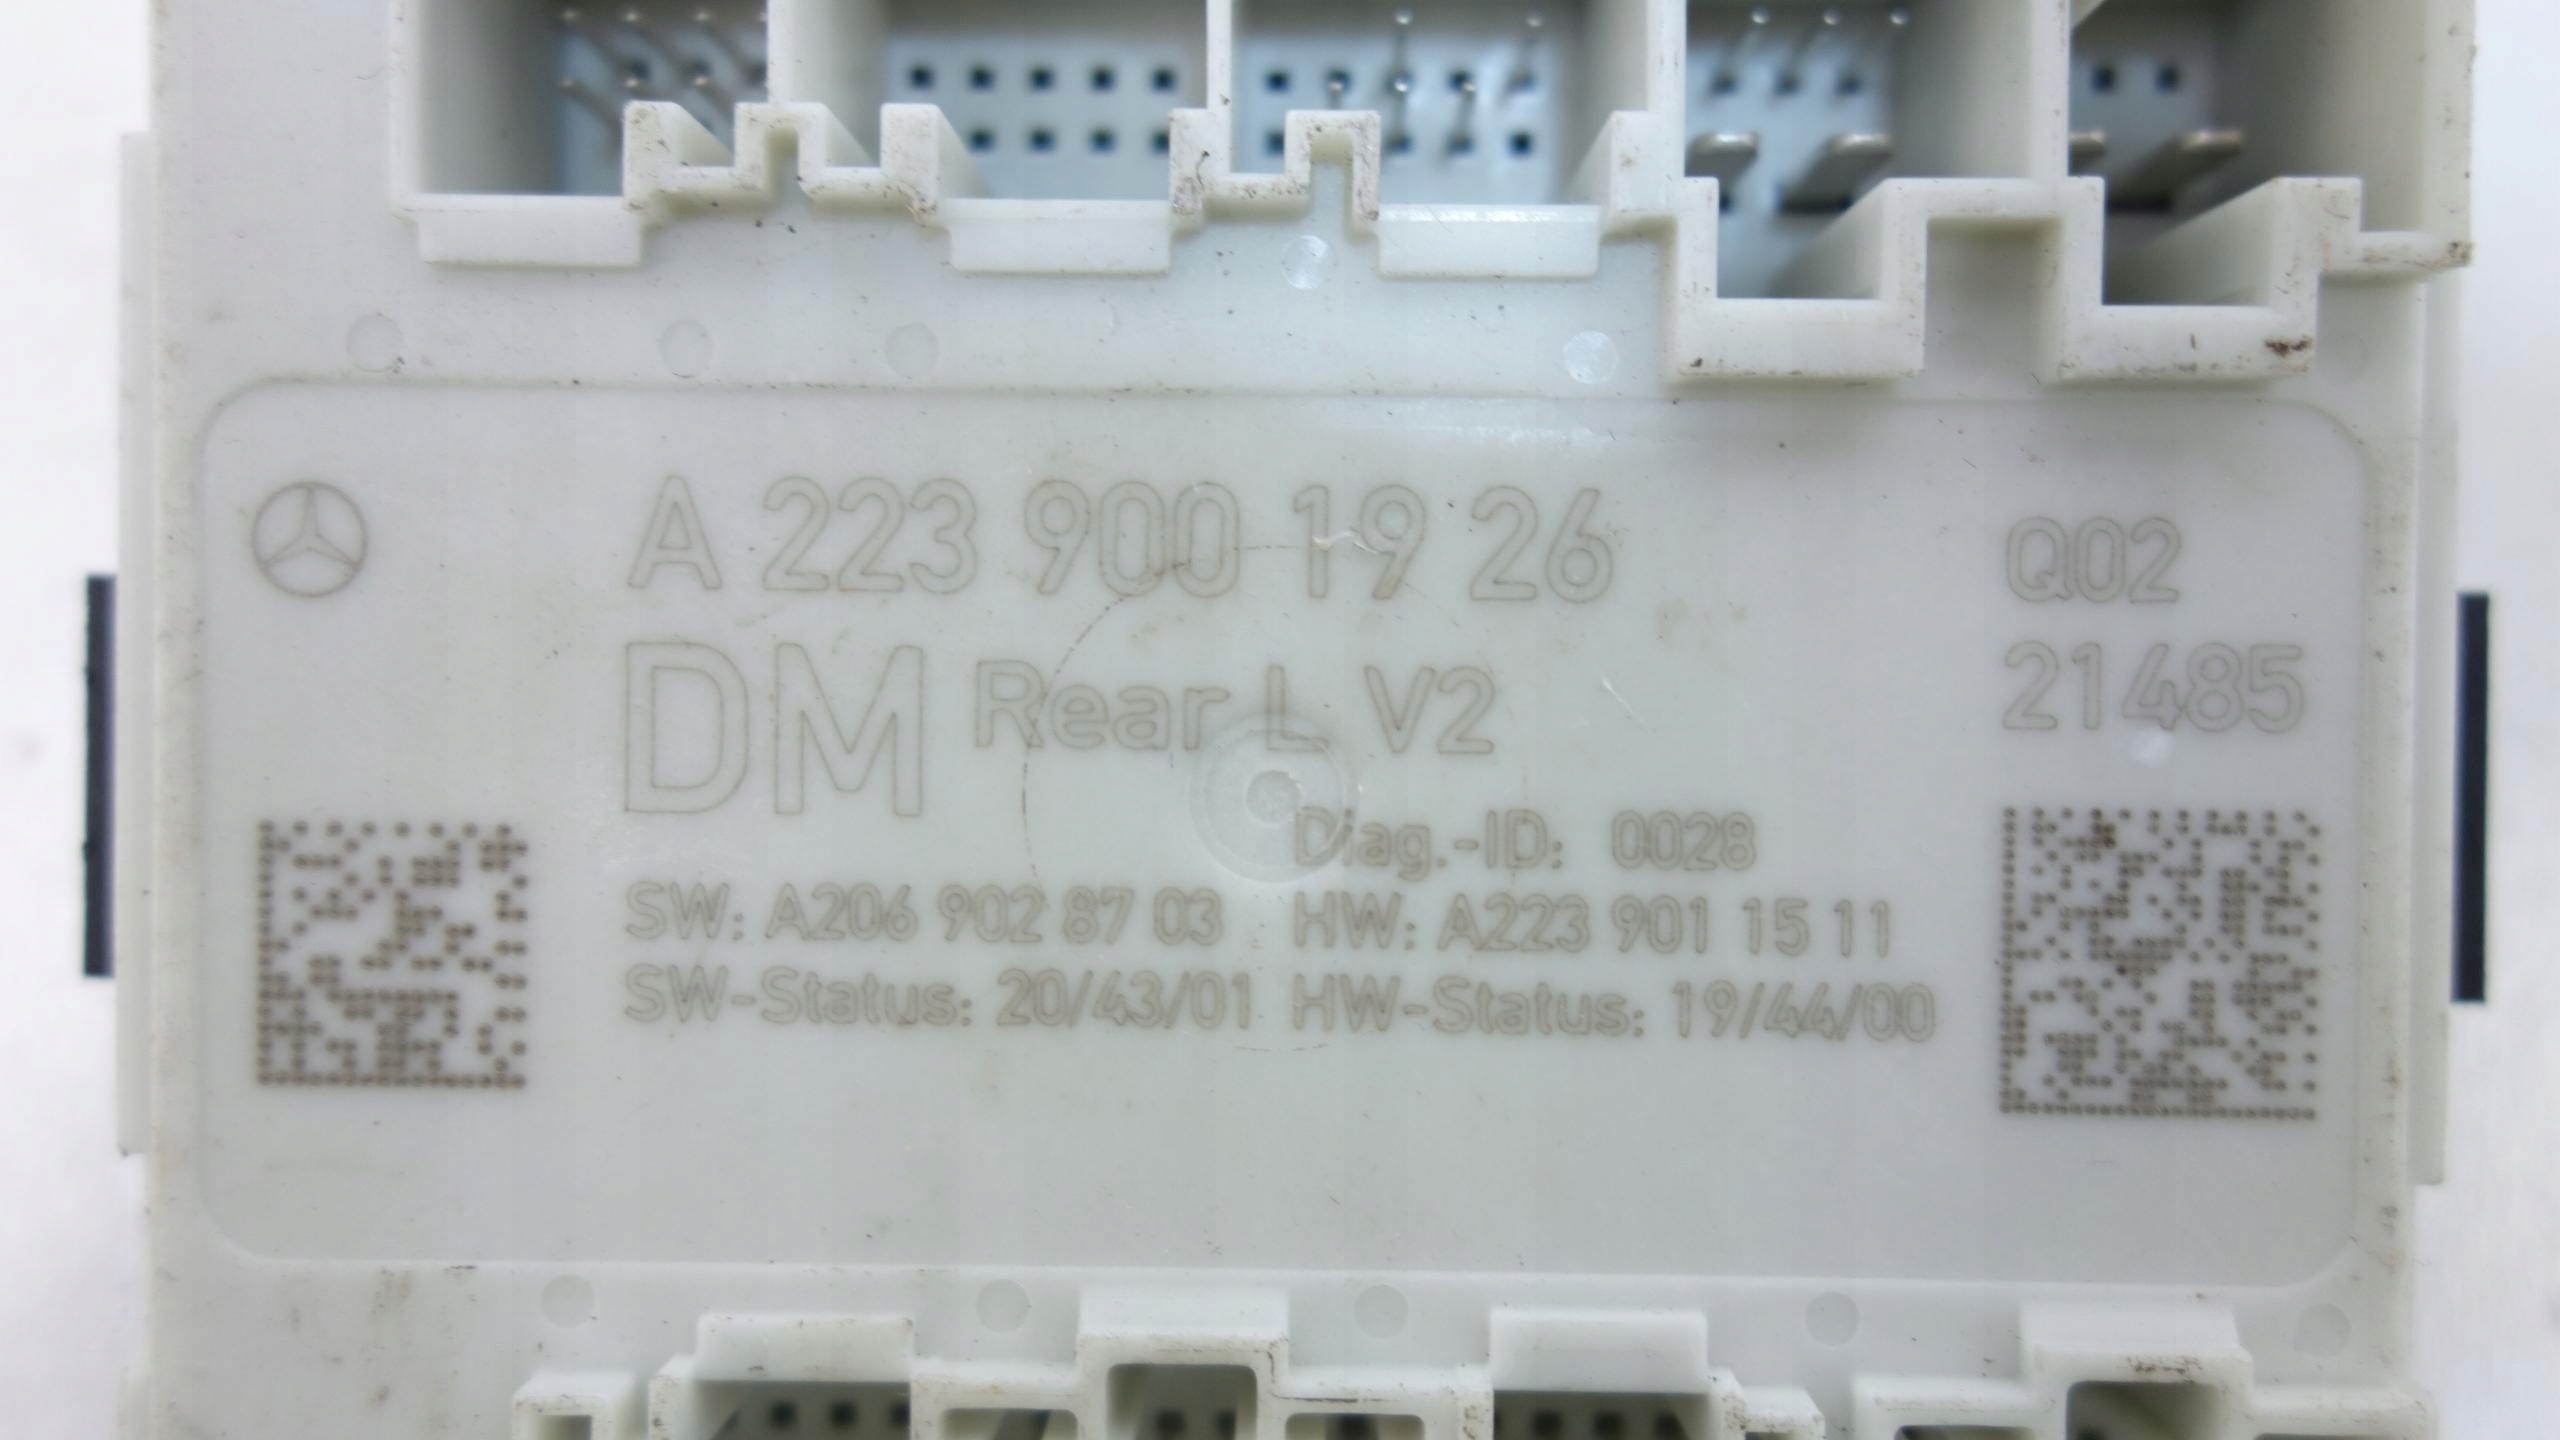 A 223 900 19 26
Q02
DM Rear L V2
21485
Diag.-ID: 0028
SW: A206 902 87 03 HW: A223 901 15 11
SW-Status: 20/43/01 HW-Status: 19/44/00